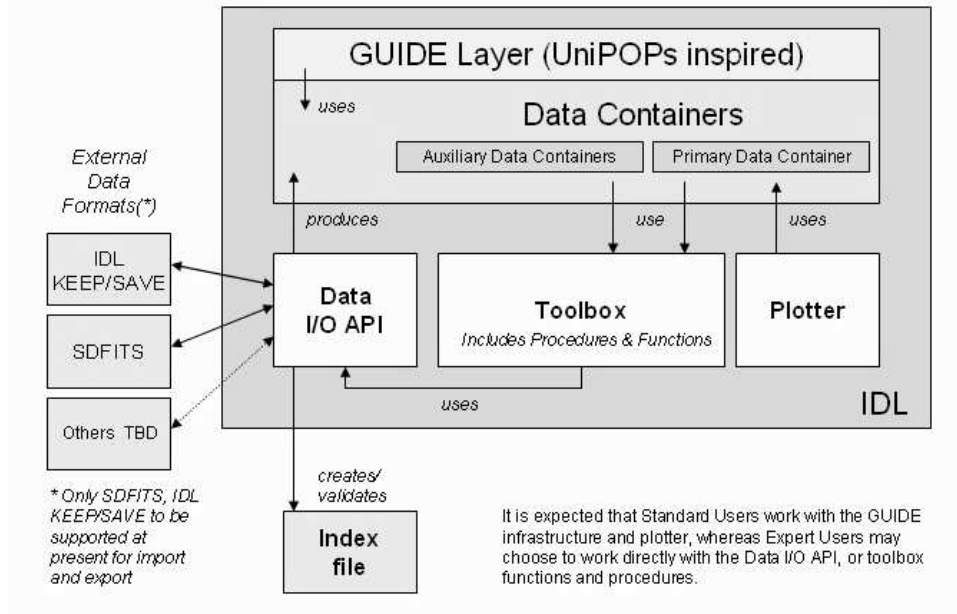 GUIDE Layer (UniPOPs inspired)
uses
Data Containers
Auxiliary Data Containers
Primary Data Container
External
Data
Formats(*)
produces
use
uses
IDL
KEEP/SAVE
SDFITS
Others TBD
Data
I/O API
Toolbox
Includes Procedures & Functions
Plotter
uses
IDL
* Only SDFITS, IDL
KEEP/SAVE to be
supported at
present for import
and export
creates/
validates
Index
file
It is expected that Standard Users work with the GUIDE
infrastructure and plotter, whereas Expert Users may
choose to work directly with the Data I/O API, or toolbox
functions and procedures.